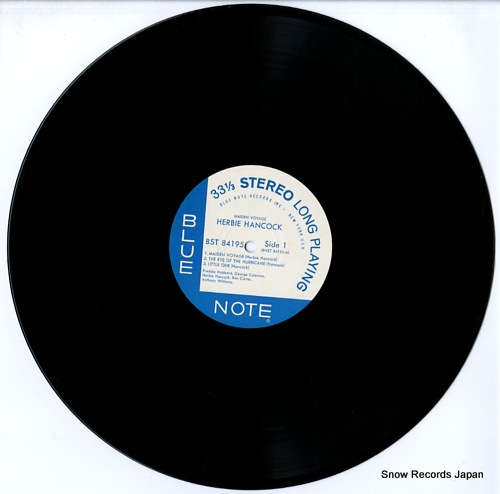 33⅓ STEREO LONG PLAYING
BLUE NOTE RECORDS INC · NEW YORK USA
MAIDEN VOYAGE
HERBIE HANCOCK
BST 84195
Side 1
1. MAIDEN VOYAGE (Herbie Hancock)
2. THE EYE OF THE HURRICANE (Hancock)
3. LITTLE ONE (Hancock)
Freddie Hubbard, George Coleman,
Herbie Hancock, Ron Carter,
Anthony Williams.
BLUE
NOTE
®
Snow Records Japan